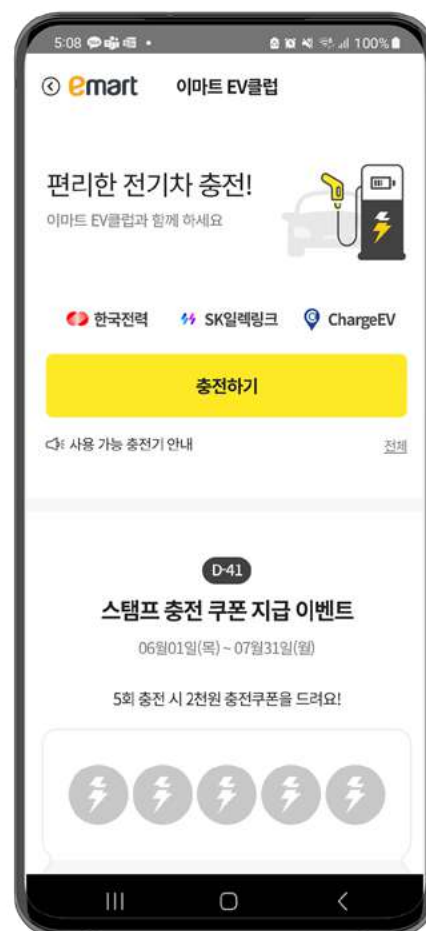 5:08 100%
emart 이마트 EV클럽
편리한 전기차 충전!
이마트 EV클럽과 함께 하세요
한국전력 SK일렉링크 ChargeEV
충전하기
사용 가능 충전기 안내 전체
D-41
스탬프 충전 쿠폰 지급 이벤트
06월01일(목) ~ 07월31일(월)
5회 충전 시 2천원 충전쿠폰을 드려요!